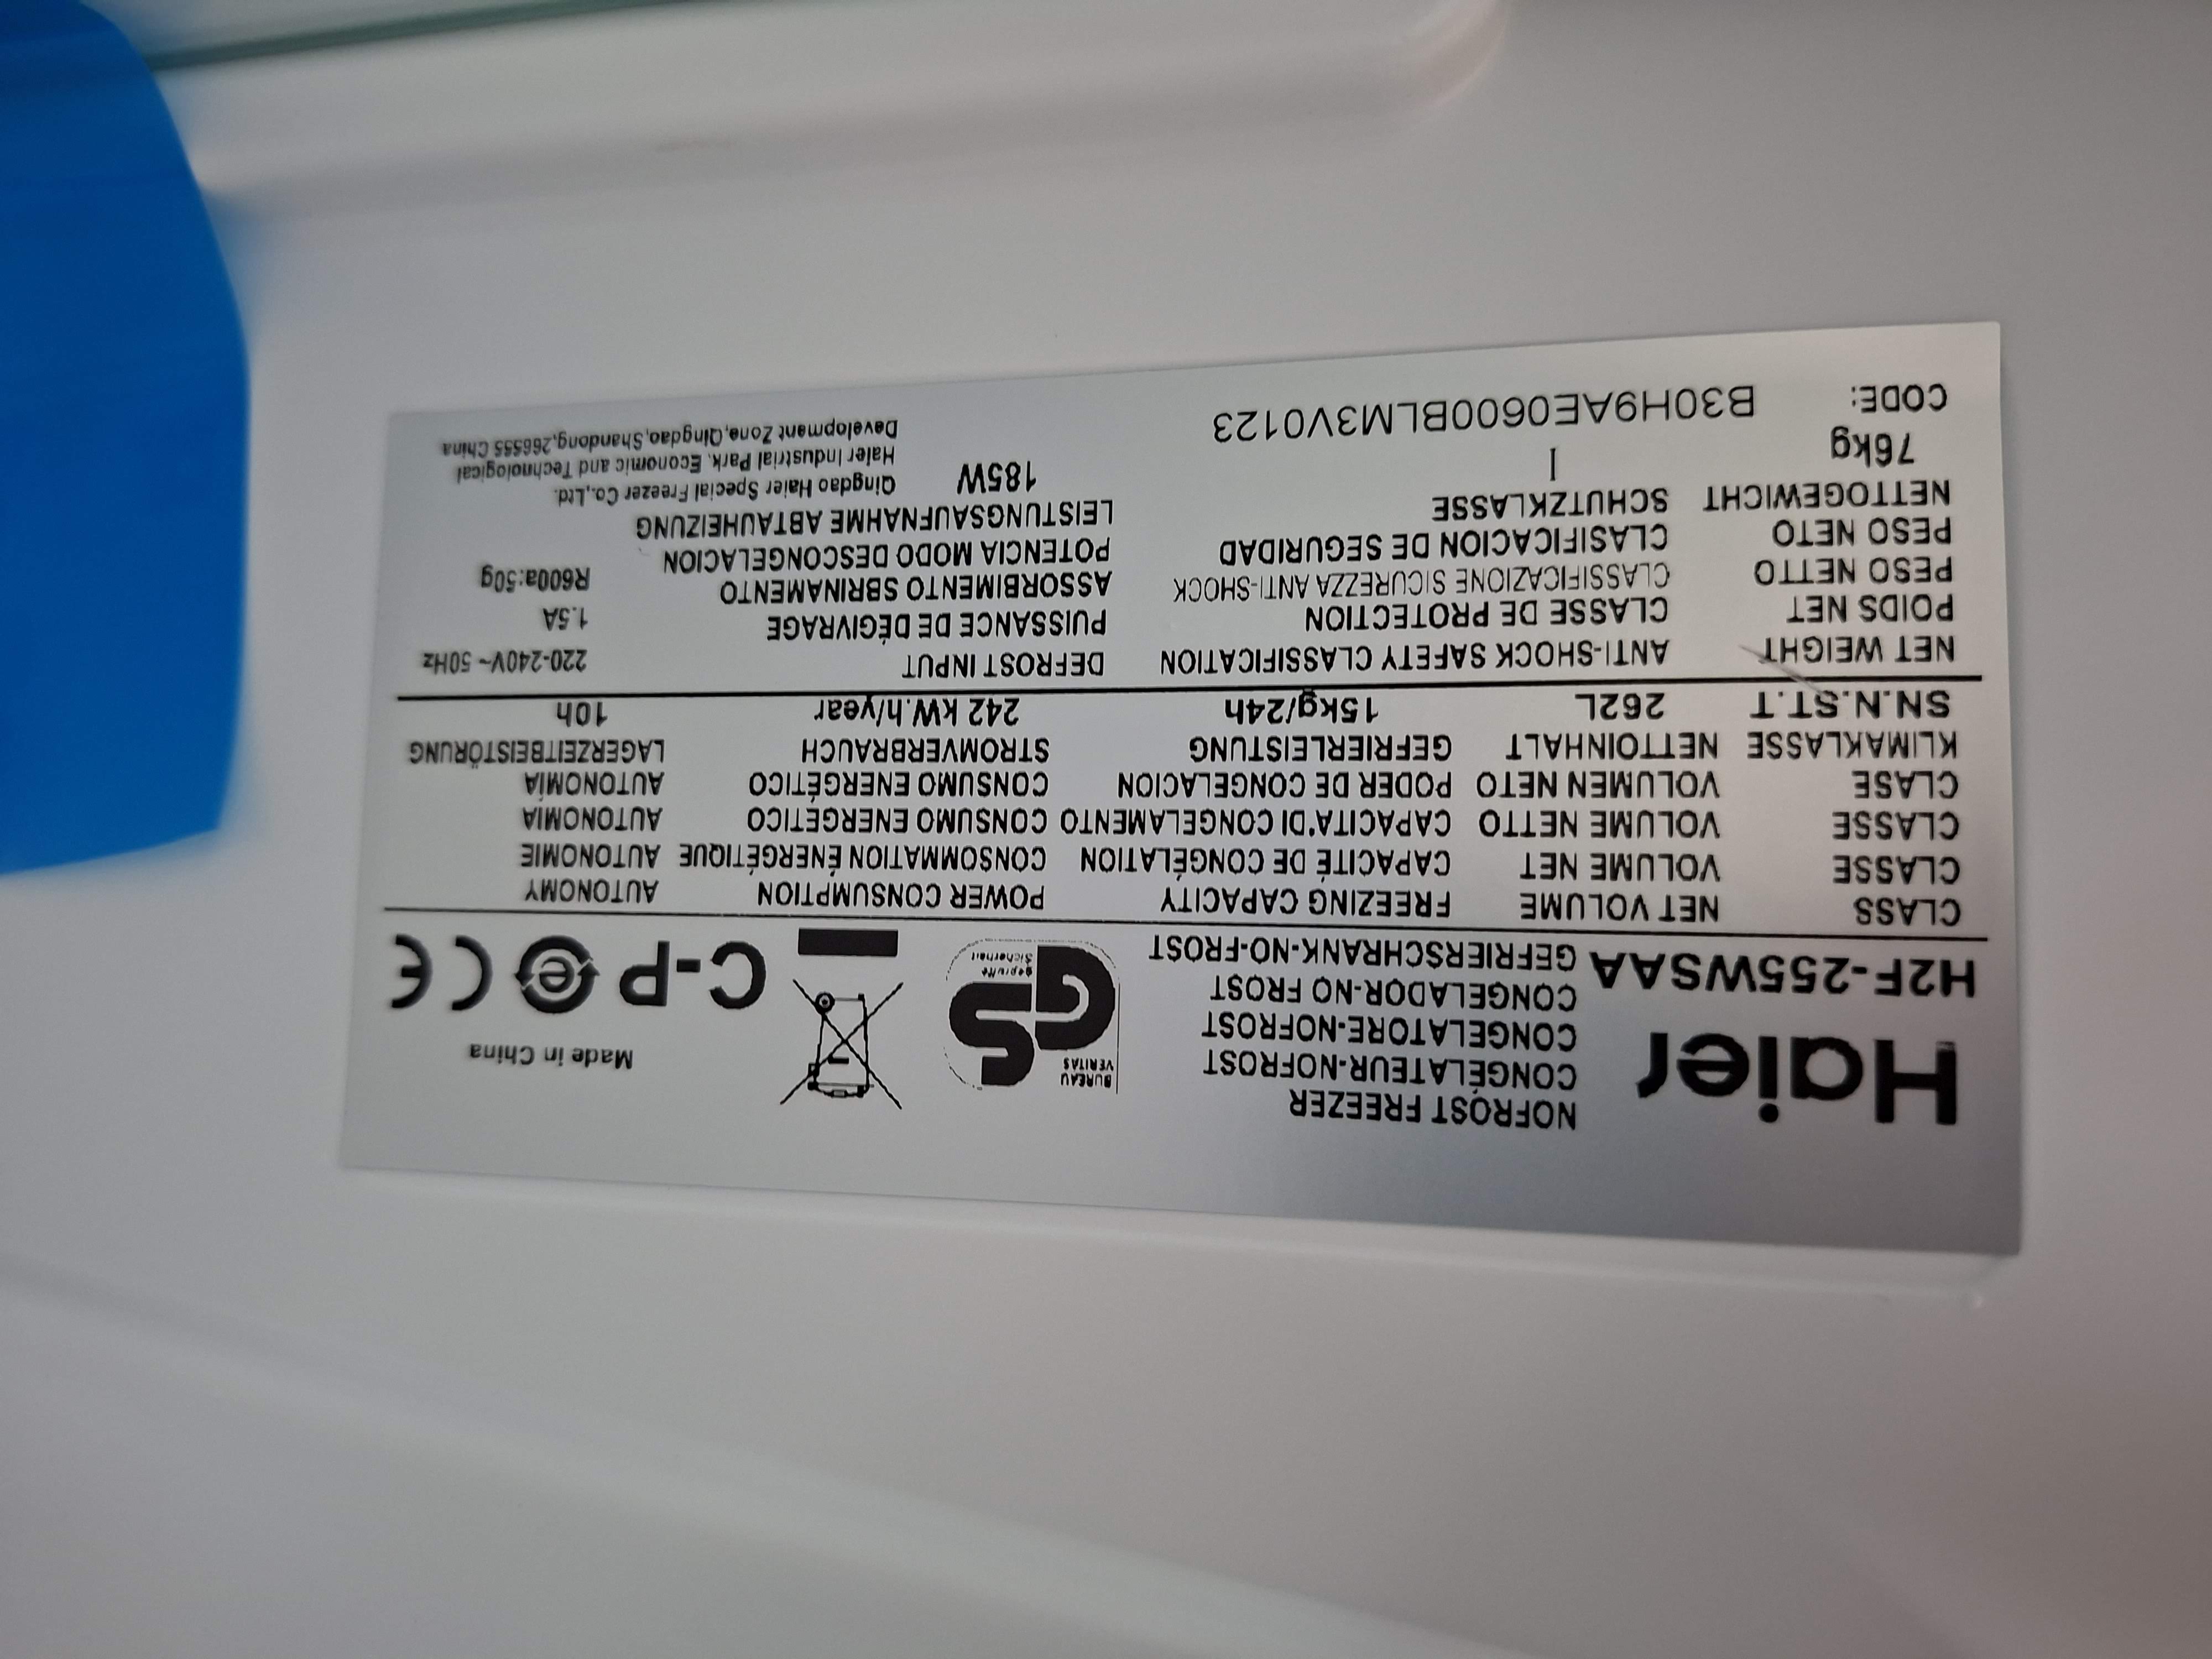 Haier
H2F-255WSAA
NOFROST FREEZER
CONGÉLATEUR-NOFROST
CONGELATORE-NOFROST
CONGELADOR-NO FROST
GEFRIERSCHRANK-NO-FROST
BUREAU
VERITAS
GS
geprüfte
Sicherheit
Made in China
C-P e CE
CLASS NET VOLUME FREEZING CAPACITY POWER CONSUMPTION AUTONOMY
CLASSE VOLUME NET CAPACITÉ DE CONGÉLATION CONSOMMATION ÉNERGÉTIQUE AUTONOMIE
CLASSE VOLUME NETTO CAPACITA'DI CONGELAMENTO CONSUMO ENERGETICO AUTONOMIA
CLASE VOLUMEN NETO PODER DE CONGELACION CONSUMO ENERGÉTICO AUTONOMÍA
KLIMAKLASSE NETTOINHALT GEFRIERLEISTUNG STROMVERBRAUCH LAGERZEITBEISTÖRUNG
SN.N.ST.T 262L 15kg/24h 242 kW.h/year 10h
NET WEIGHT ANTI-SHOCK SAFETY CLASSIFICATION DEFROST INPUT 220-240V~ 50Hz
POIDS NET CLASSE DE PROTECTION PUISSANCE DE DÉGIVRAGE 1.5A
PESO NETTO CLASSIFICAZIONE SICUREZZA ANTI-SHOCK ASSORBIMENTO SBRINAMENTO R600a:50g
PESO NETO CLASIFICACION DE SEGURIDAD POTENCIA MODO DESCONGELACION
NETTOGEWICHT SCHUTZKLASSE LEISTUNGSAUFNAHME ABTAUHEIZUNG
76kg I 185W
Qingdao Haier Special Freezer Co.,Ltd.
Haier Industrial Park, Economic and Technological
Development Zone,Qingdao,Shandong,266555 China
CODE: B30H9AE0600BLM3V0123